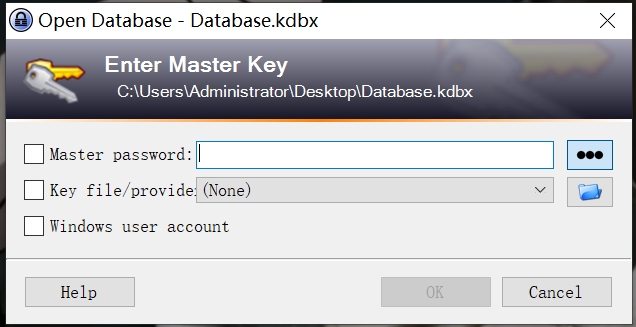 Open Database - Database.kdbx
Enter Master Key
C:\Users\Administrator\Desktop\Database.kdbx
Master password:
Key file/provider
(None)
Windows user account
Help
OK
Cancel